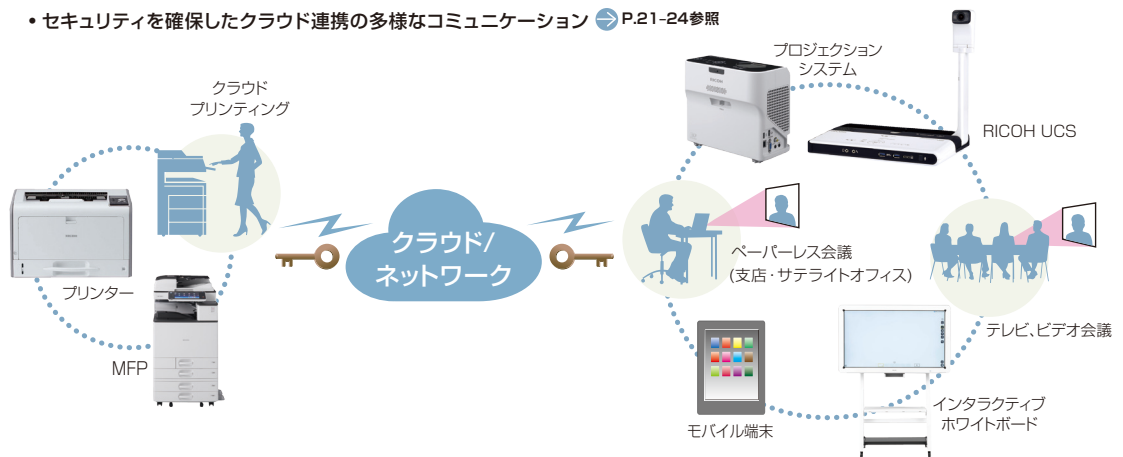 • セキュリティを確保したクラウド連携の多様なコミュニケーション P.21-24参照
クラウド
プリンティング
プリンター
MFP
クラウド/
ネットワーク
プロジェクション
システム
RICOH UCS
ペーパーレス会議
(支店・サテライトオフィス)
テレビ、ビデオ会議
モバイル端末
インタラクティブ
ホワイトボード